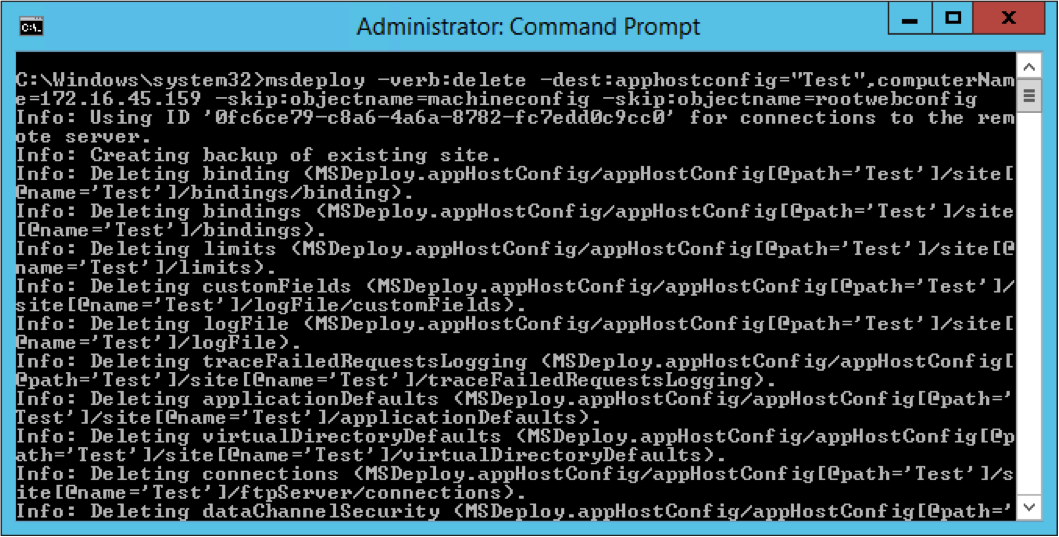 Administrator: Command Prompt
C:\Windows\system32>msdeploy -verb:delete -dest:apphostconfig="Test",computerNam
e=172.16.45.159 -skip:objectname=machineconfig -skip:objectname=rootwebconfig
Info: Using ID '0fc6ce79-c8a6-4a6a-8782-fc7edd0c9cc0' for connections to the rem
ote server.
Info: Creating backup of existing site.
Info: Deleting binding (MSDeploy.appHostConfig/appHostConfig[@path='Test']/site[
@name='Test']/bindings/binding).
Info: Deleting bindings (MSDeploy.appHostConfig/appHostConfig[@path='Test']/site
[@name='Test']/bindings).
Info: Deleting limits (MSDeploy.appHostConfig/appHostConfig[@path='Test']/site[@
name='Test']/limits).
Info: Deleting customFields (MSDeploy.appHostConfig/appHostConfig[@path='Test']/
site[@name='Test']/logFile/customFields).
Info: Deleting logFile (MSDeploy.appHostConfig/appHostConfig[@path='Test']/site[
@name='Test']/logFile).
Info: Deleting traceFailedRequestsLogging (MSDeploy.appHostConfig/appHostConfig[
@path='Test']/site[@name='Test']/traceFailedRequestsLogging).
Info: Deleting applicationDefaults (MSDeploy.appHostConfig/appHostConfig[@path='
Test']/site[@name='Test']/applicationDefaults).
Info: Deleting virtualDirectoryDefaults (MSDeploy.appHostConfig/appHostConfig[@p
ath='Test']/site[@name='Test']/virtualDirectoryDefaults).
Info: Deleting connections (MSDeploy.appHostConfig/appHostConfig[@path='Test']/s
ite[@name='Test']/ftpServer/connections).
Info: Deleting dataChannelSecurity (MSDeploy.appHostConfig/appHostConfig[@path='